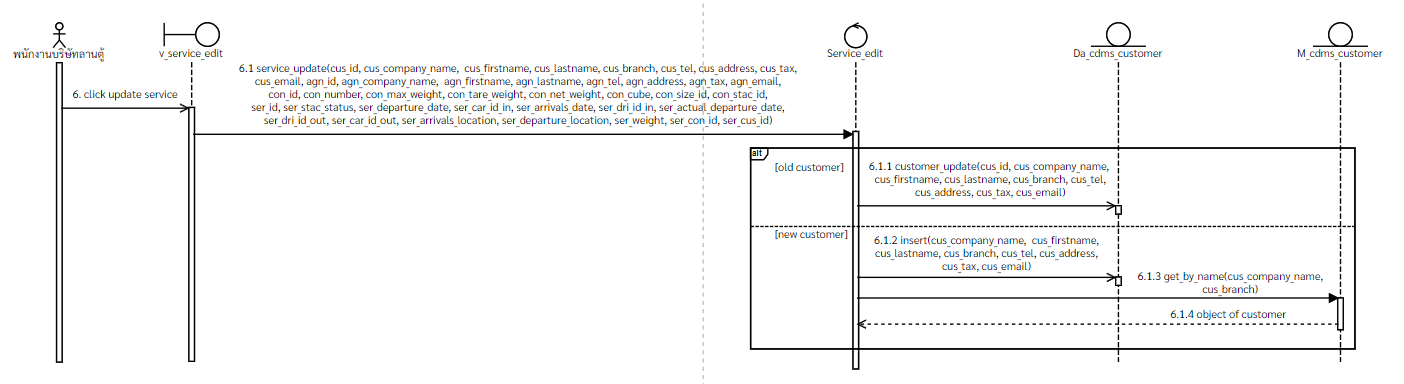 พนักงานบริษัทลานตู้
v_service_edit
Service_edit
Da_cdms_customer
M_cdms_customer
6. click update service
6.1 service_update(cus_id, cus_company_name, cus_firstname, cus_lastname, cus_branch, cus_tel, cus_address, cus_tax,
cus_email, agn_id, agn_company_name, agn_firstname, agn_lastname, agn_tel, agn_address, agn_tax, agn_email,
con_id, con_number, con_max_weight, con_tare_weight, con_net_weight, con_cube, con_size_id, con_stac_id,
ser_id, ser_stac_status, ser_departure_date, ser_car_id_in, ser_arrivals_date, ser_dri_id_in, ser_actual_departure_date,
ser_dri_id_out, ser_car_id_out, ser_arrivals_location, ser_departure_location, ser_weight, ser_con_id, ser_cus_id)
alt
[old customer]
6.1.1 customer_update(cus_id, cus_company_name,
cus_firstname, cus_lastname, cus_branch, cus_tel,
cus_address, cus_tax, cus_email)
[new customer]
6.1.2 insert(cus_company_name, cus_firstname,
cus_lastname, cus_branch, cus_tel, cus_address,
cus_tax, cus_email)
6.1.3 get_by_name(cus_company_name,
cus_branch)
6.1.4 object of customer